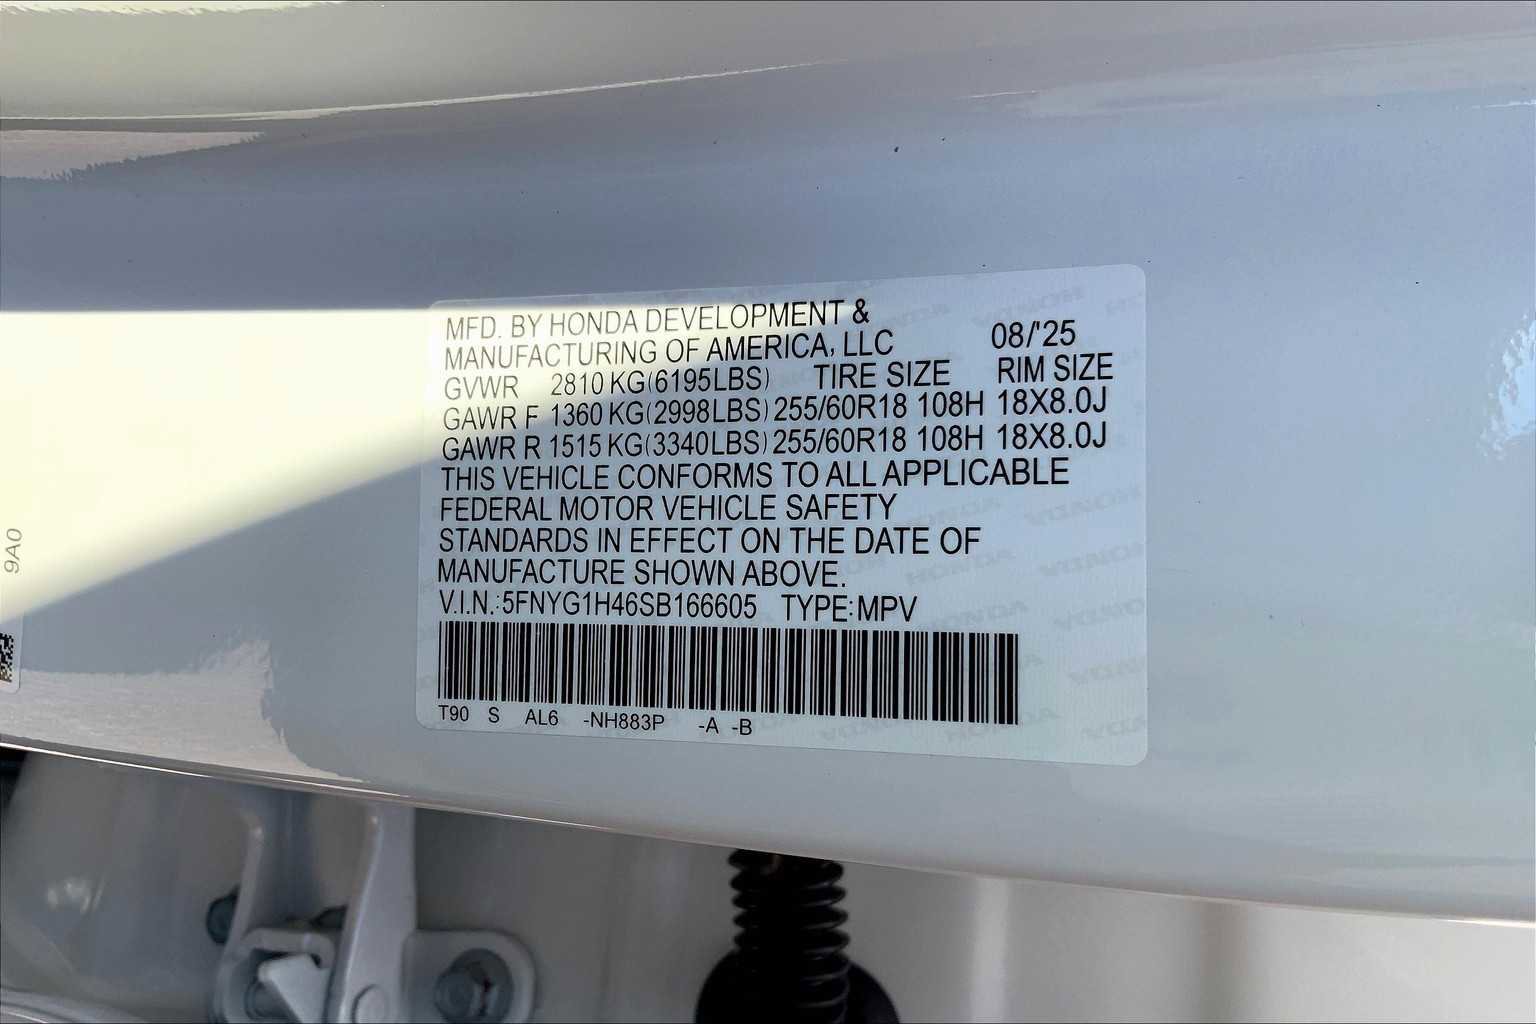 MFD. BY HONDA DEVELOPMENT &
MANUFACTURING OF AMERICA, LLC 08/'25
GVWR 2810 KG(6195LBS) TIRE SIZE RIM SIZE
GAWR F 1360 KG(2998LBS) 255/60R18 108H 18X8.0J
GAWR R 1515 KG(3340LBS) 255/60R18 108H 18X8.0J
THIS VEHICLE CONFORMS TO ALL APPLICABLE
FEDERAL MOTOR VEHICLE SAFETY
STANDARDS IN EFFECT ON THE DATE OF
MANUFACTURE SHOWN ABOVE.
V.I.N.:5FNYG1H46SB166605 TYPE:MPV
T90 S AL6 -NH883P -A -B
9A0